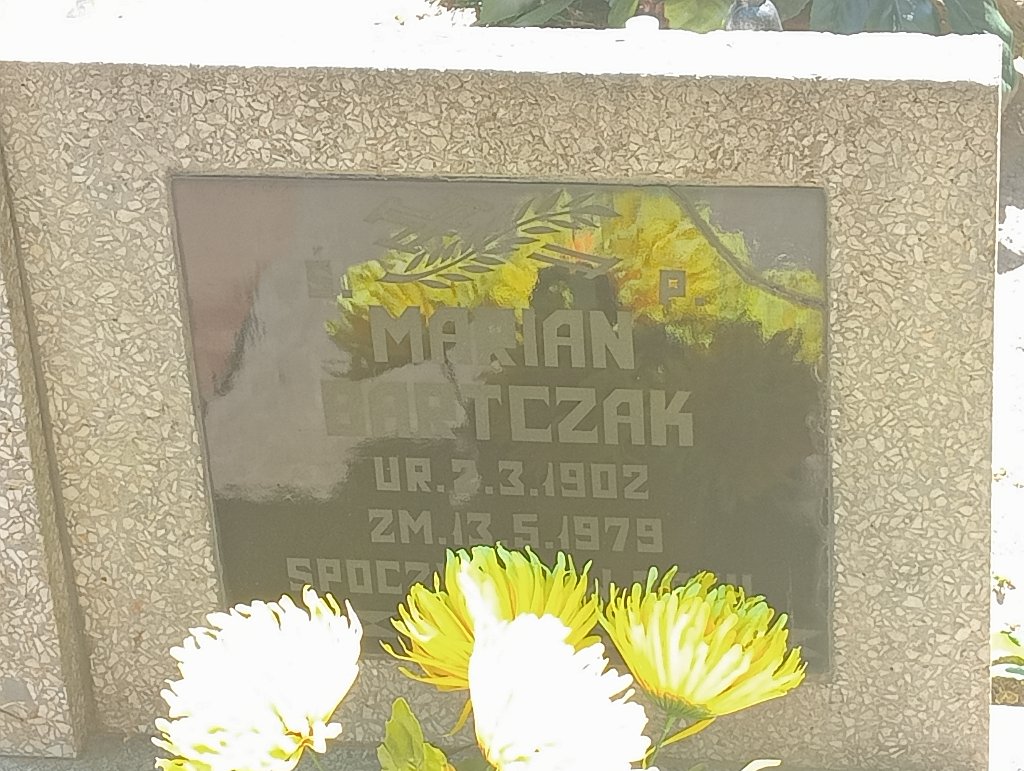 Ś. P.
MARIAN
BARTCZAK
UR. 2.3.1902
ZM. 13.5.1979